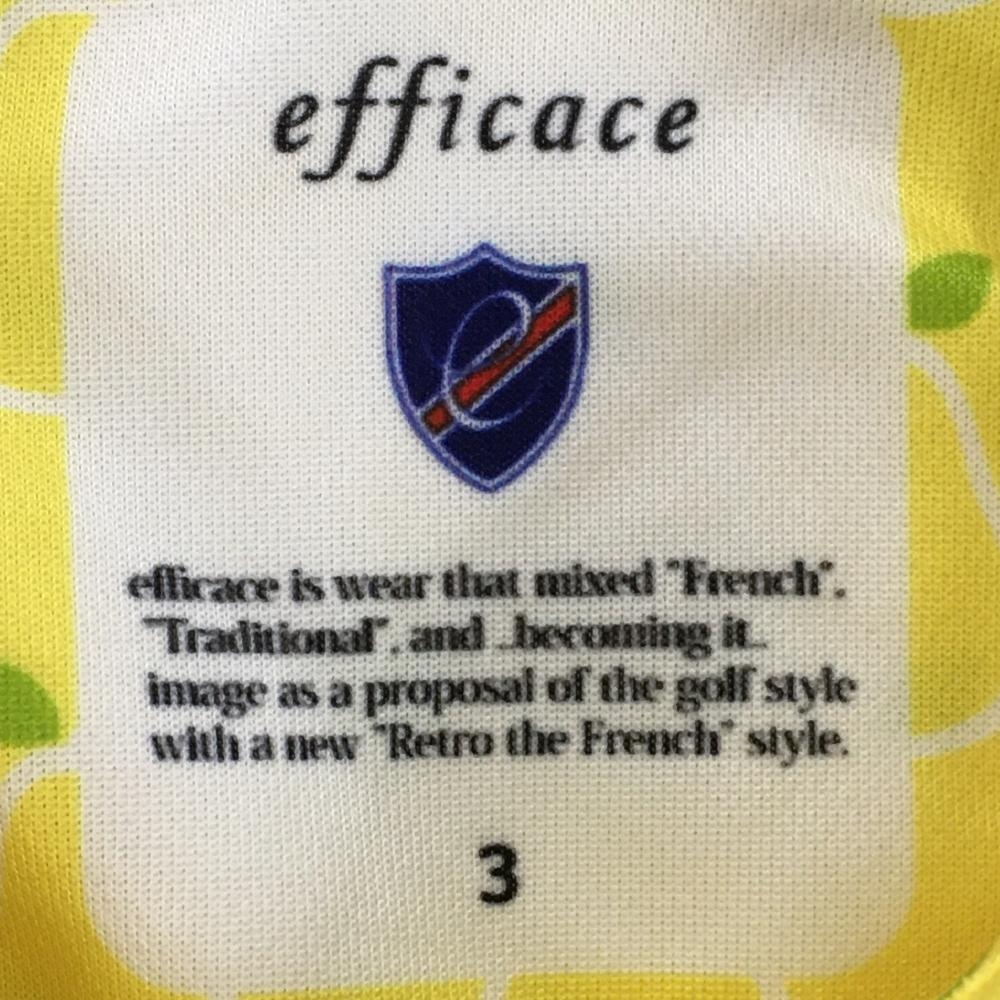 efficace
e
efficace is wear that mixed "French".
"Traditional". and ..becoming it..
image as a proposal of the golf style
with a new "Retro the French" style.
3